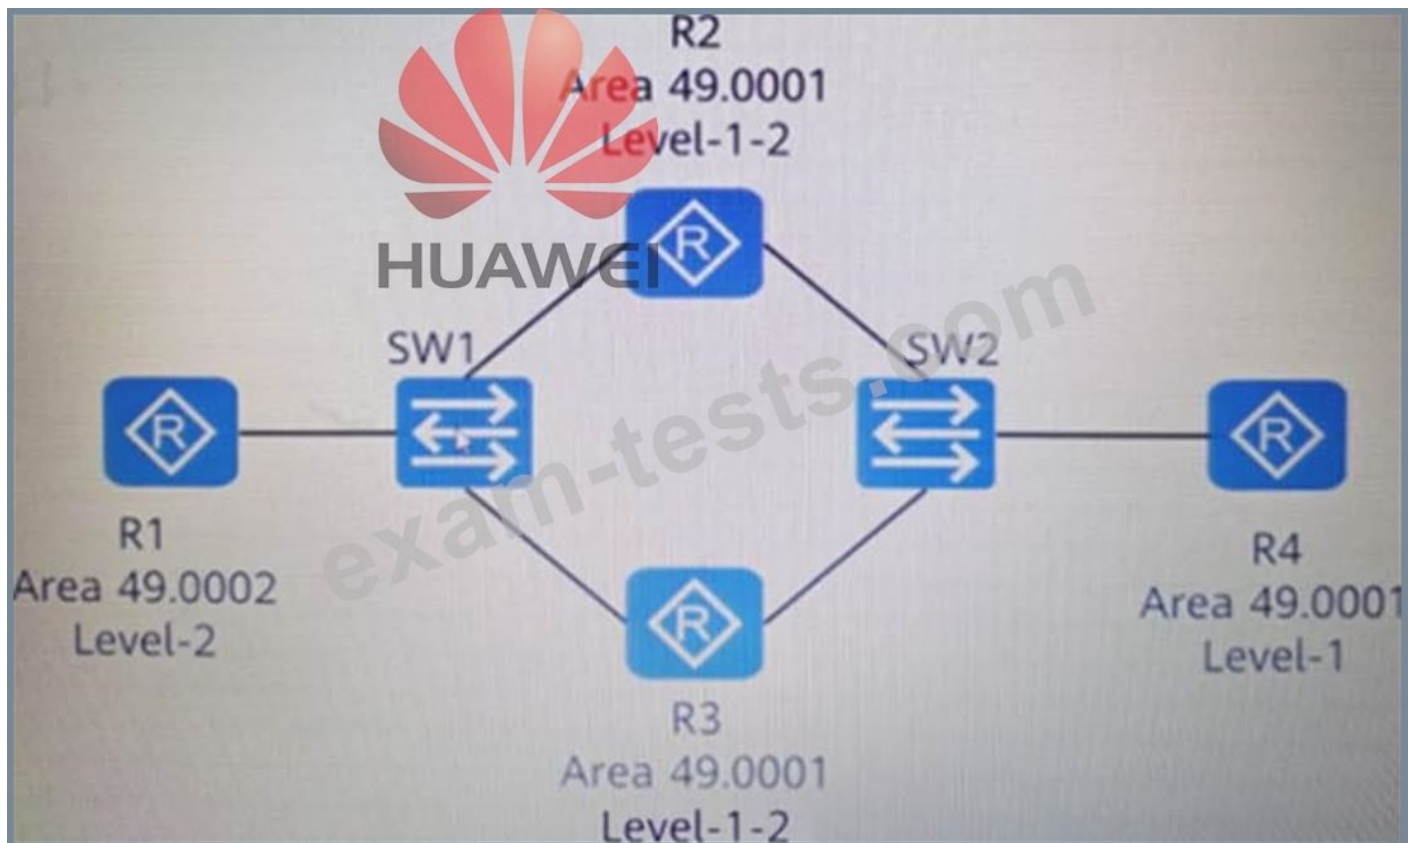 R2
Area 49.0001
Level-1-2
HUAWEI
SW1
SW2
exam-tests.com
R
R
R
R
R1
Area 49.0002
Level-2
R4
Area 49.0001
Level-1
R3
Area 49.0001
Level-1-2